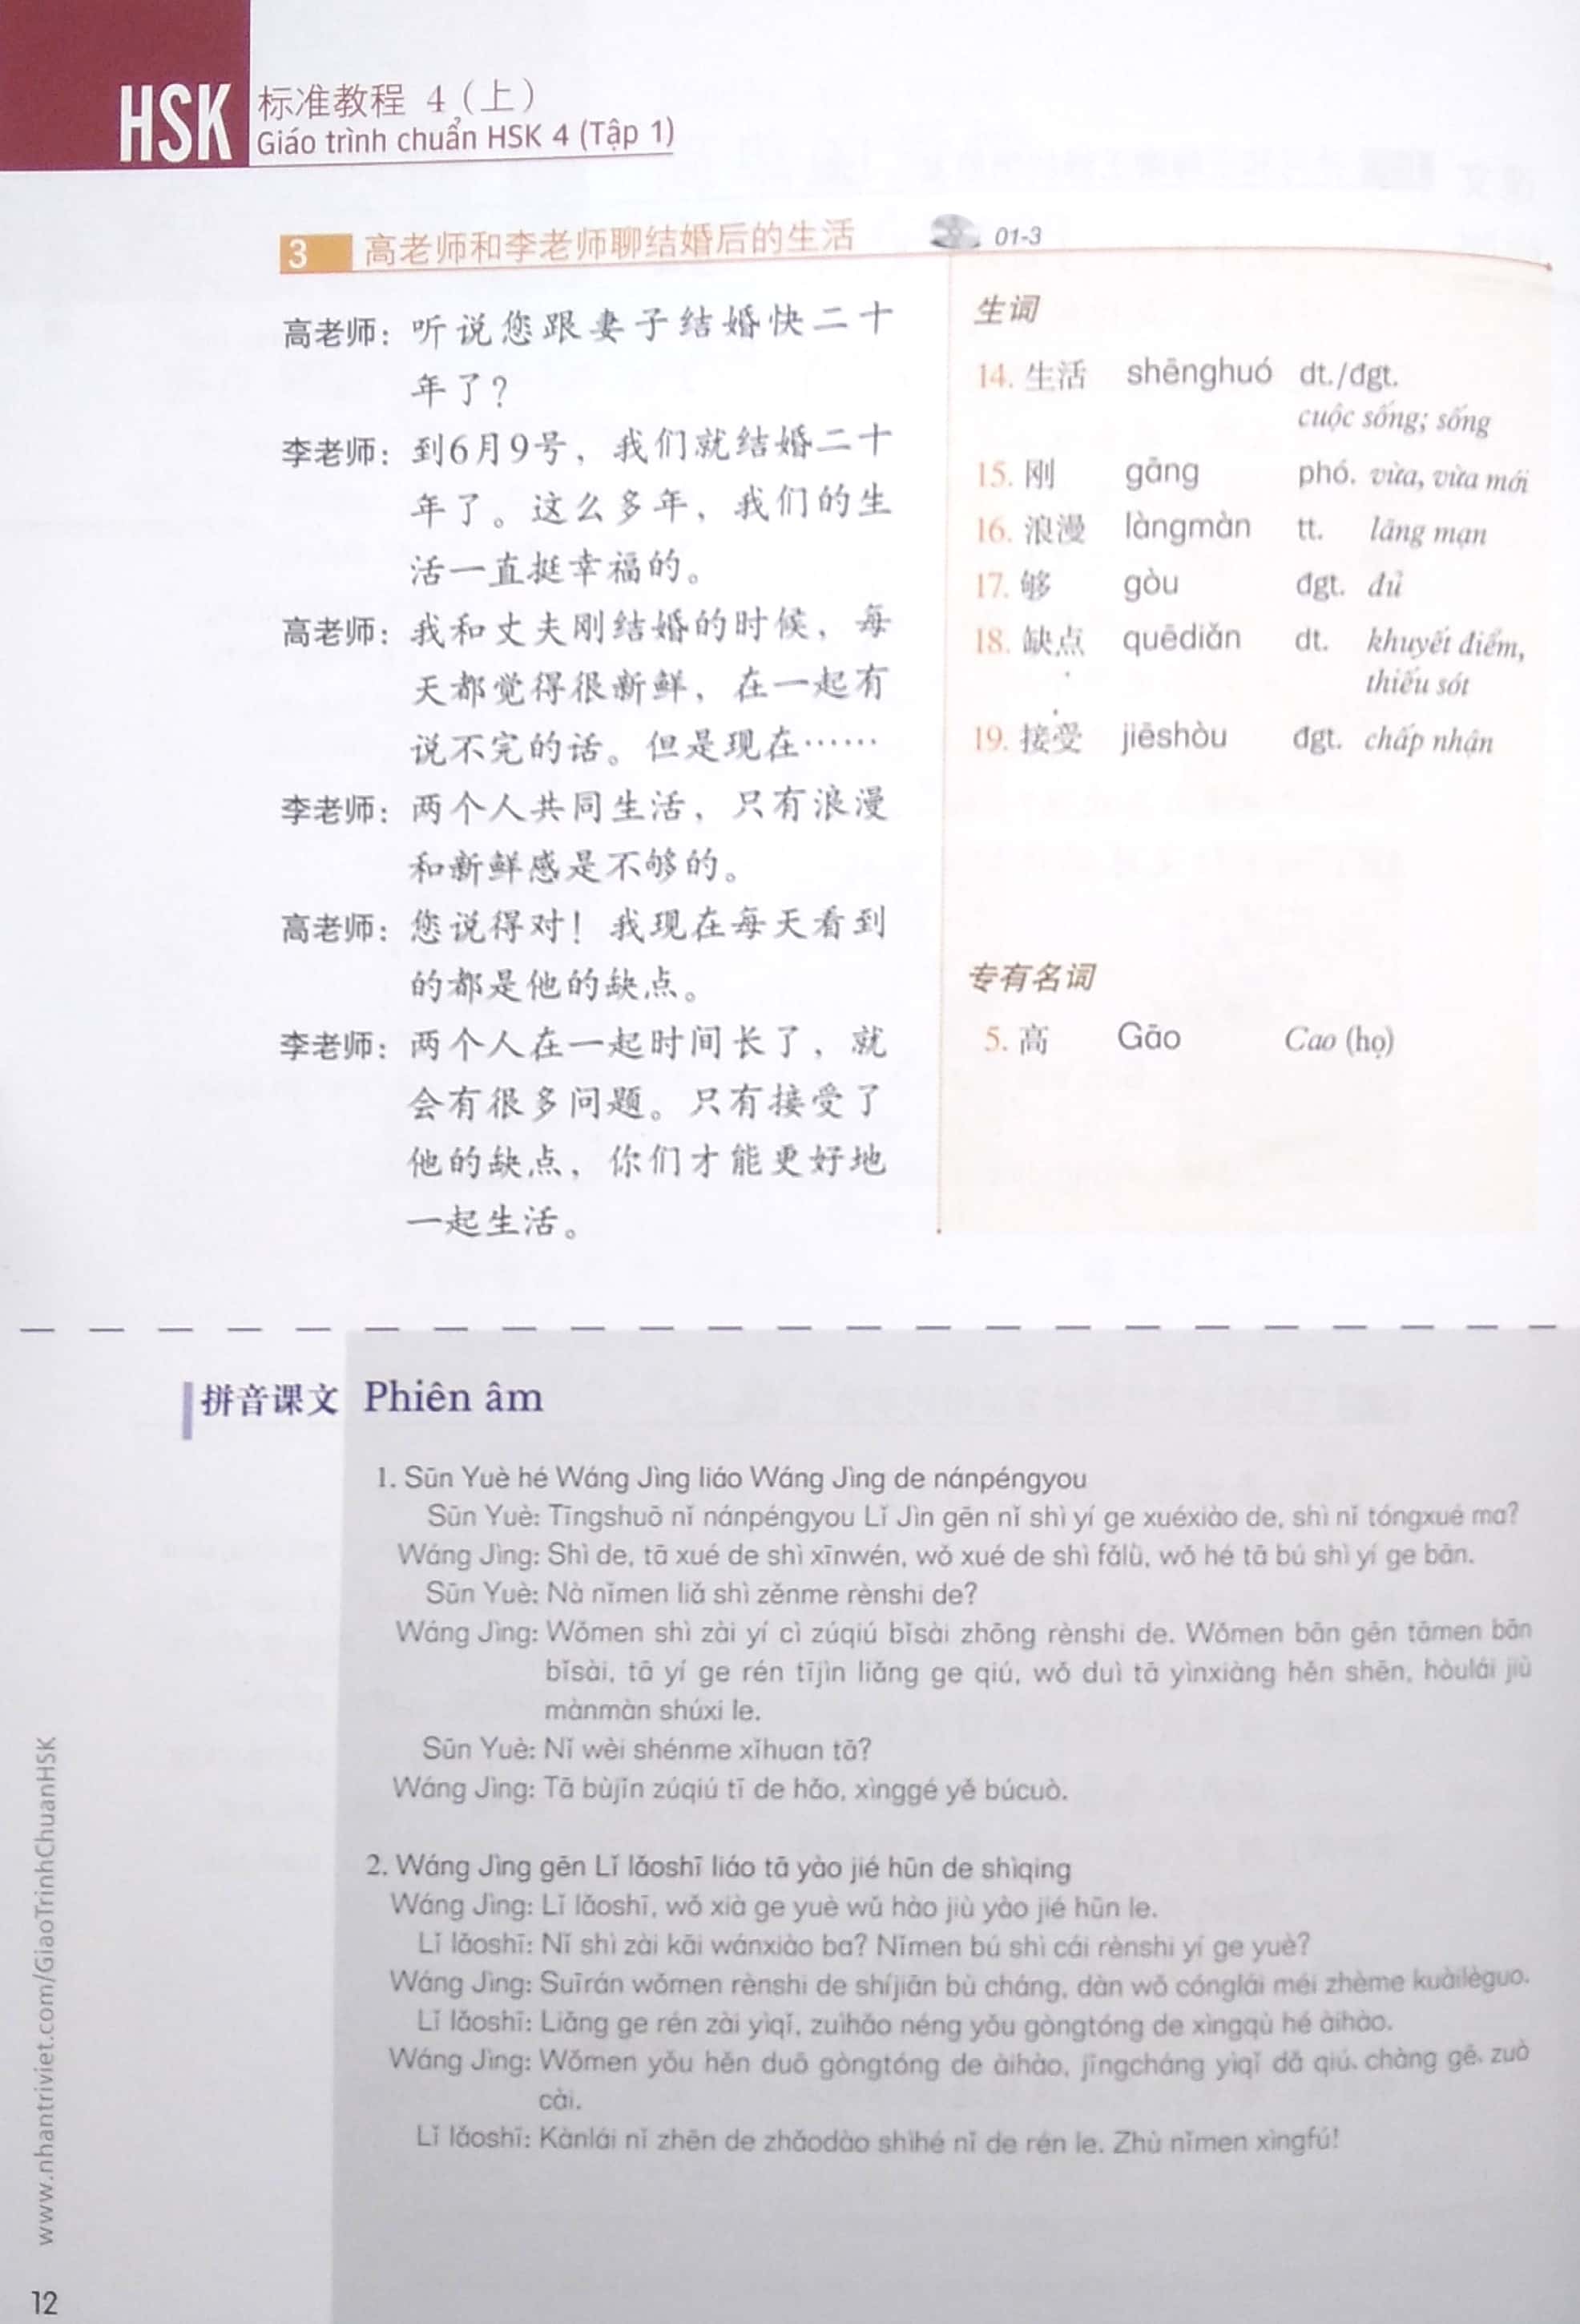 HSK 标准教程 4（上）
Giáo trình chuẩn HSK 4 (Tập 1)
3 高老师和李老师聊结婚后的生活 01-3
高老师：听说您跟妻子结婚快二十
年了？
李老师：到6月9号，我们就结婚二十
年了。这么多年，我们的生
活一直挺幸福的。
高老师：我和丈夫刚结婚的时候，每
天都觉得很新鲜，在一起有
说不完的话。但是现在……
李老师：两个人共同生活，只有浪漫
和新鲜感是不够的。
高老师：您说得对！我现在每天看到
的都是他的缺点。
李老师：两个人在一起时间长了，就
会有很多问题。只有接受了
他的缺点，你们才能更好地
一起生活。
生词
14. 生活 shēnghuó dt./đgt.
cuộc sống; sống
15. 刚 gāng phó. vừa, vừa mới
16. 浪漫 làngmàn tt. lãng mạn
17. 够 gòu đgt. đủ
18. 缺点 quēdiǎn dt. khuyết điểm,
thiếu sót
19. 接受 jiēshòu đgt. chấp nhận
专有名词
5. 高 Gāo Cao (họ)
拼音课文 Phiên âm
1. Sūn Yuè hé Wáng Jìng liáo Wáng Jìng de nánpéngyou
Sūn Yuè: Tīngshuō nǐ nánpéngyou Lǐ Jìn gēn nǐ shì yí ge xuéxiào de, shì nǐ tóngxué ma?
Wáng Jìng: Shì de, tā xué de shì xīnwén, wǒ xué de shì fǎlǜ, wǒ hé tā bú shì yí ge bān.
Sūn Yuè: Nà nǐmen liǎ shì zěnme rènshi de?
Wáng Jìng: Wǒmen shì zài yí cì zúqiú bǐsài zhōng rènshi de. Wǒmen bān gēn tāmen bān
bǐsài, tā yí ge rén tījìn liǎng ge qiú, wǒ duì tā yìnxiàng hěn shēn, hòulái jiù
mànmàn shúxi le.
Sūn Yuè: Nǐ wèi shénme xǐhuan tā?
Wáng Jìng: Tā bùjǐn zúqiú tī de hǎo, xìnggé yě búcuò.
2. Wáng Jìng gēn Lǐ lǎoshī liáo tā yào jié hūn de shìqing
Wáng Jìng: Lǐ lǎoshī, wǒ xià ge yuè wǔ hào jiù yào jié hūn le.
Lǐ lǎoshī: Nǐ shì zài kāi wánxiào ba? Nǐmen bú shì cái rènshi yí ge yuè?
Wáng Jìng: Suīrán wǒmen rènshi de shíjiān bù cháng, dàn wǒ cónglái méi zhème kuàilèguo.
Lǐ lǎoshī: Liǎng ge rén zài yìqǐ, zuìhǎo néng yǒu gòngtóng de xìngqù hé àihào.
Wáng Jìng: Wǒmen yǒu hěn duō gòngtóng de àihào, jīngcháng yìqǐ dǎ qiú、chàng gē、zuò
cài.
Lǐ lǎoshī: Kànlái nǐ zhēn de zhǎodào shìhé nǐ de rén le. Zhù nǐmen xìngfú!
www.nhantriviet.com/GiaoTrinhChuanHSK
12